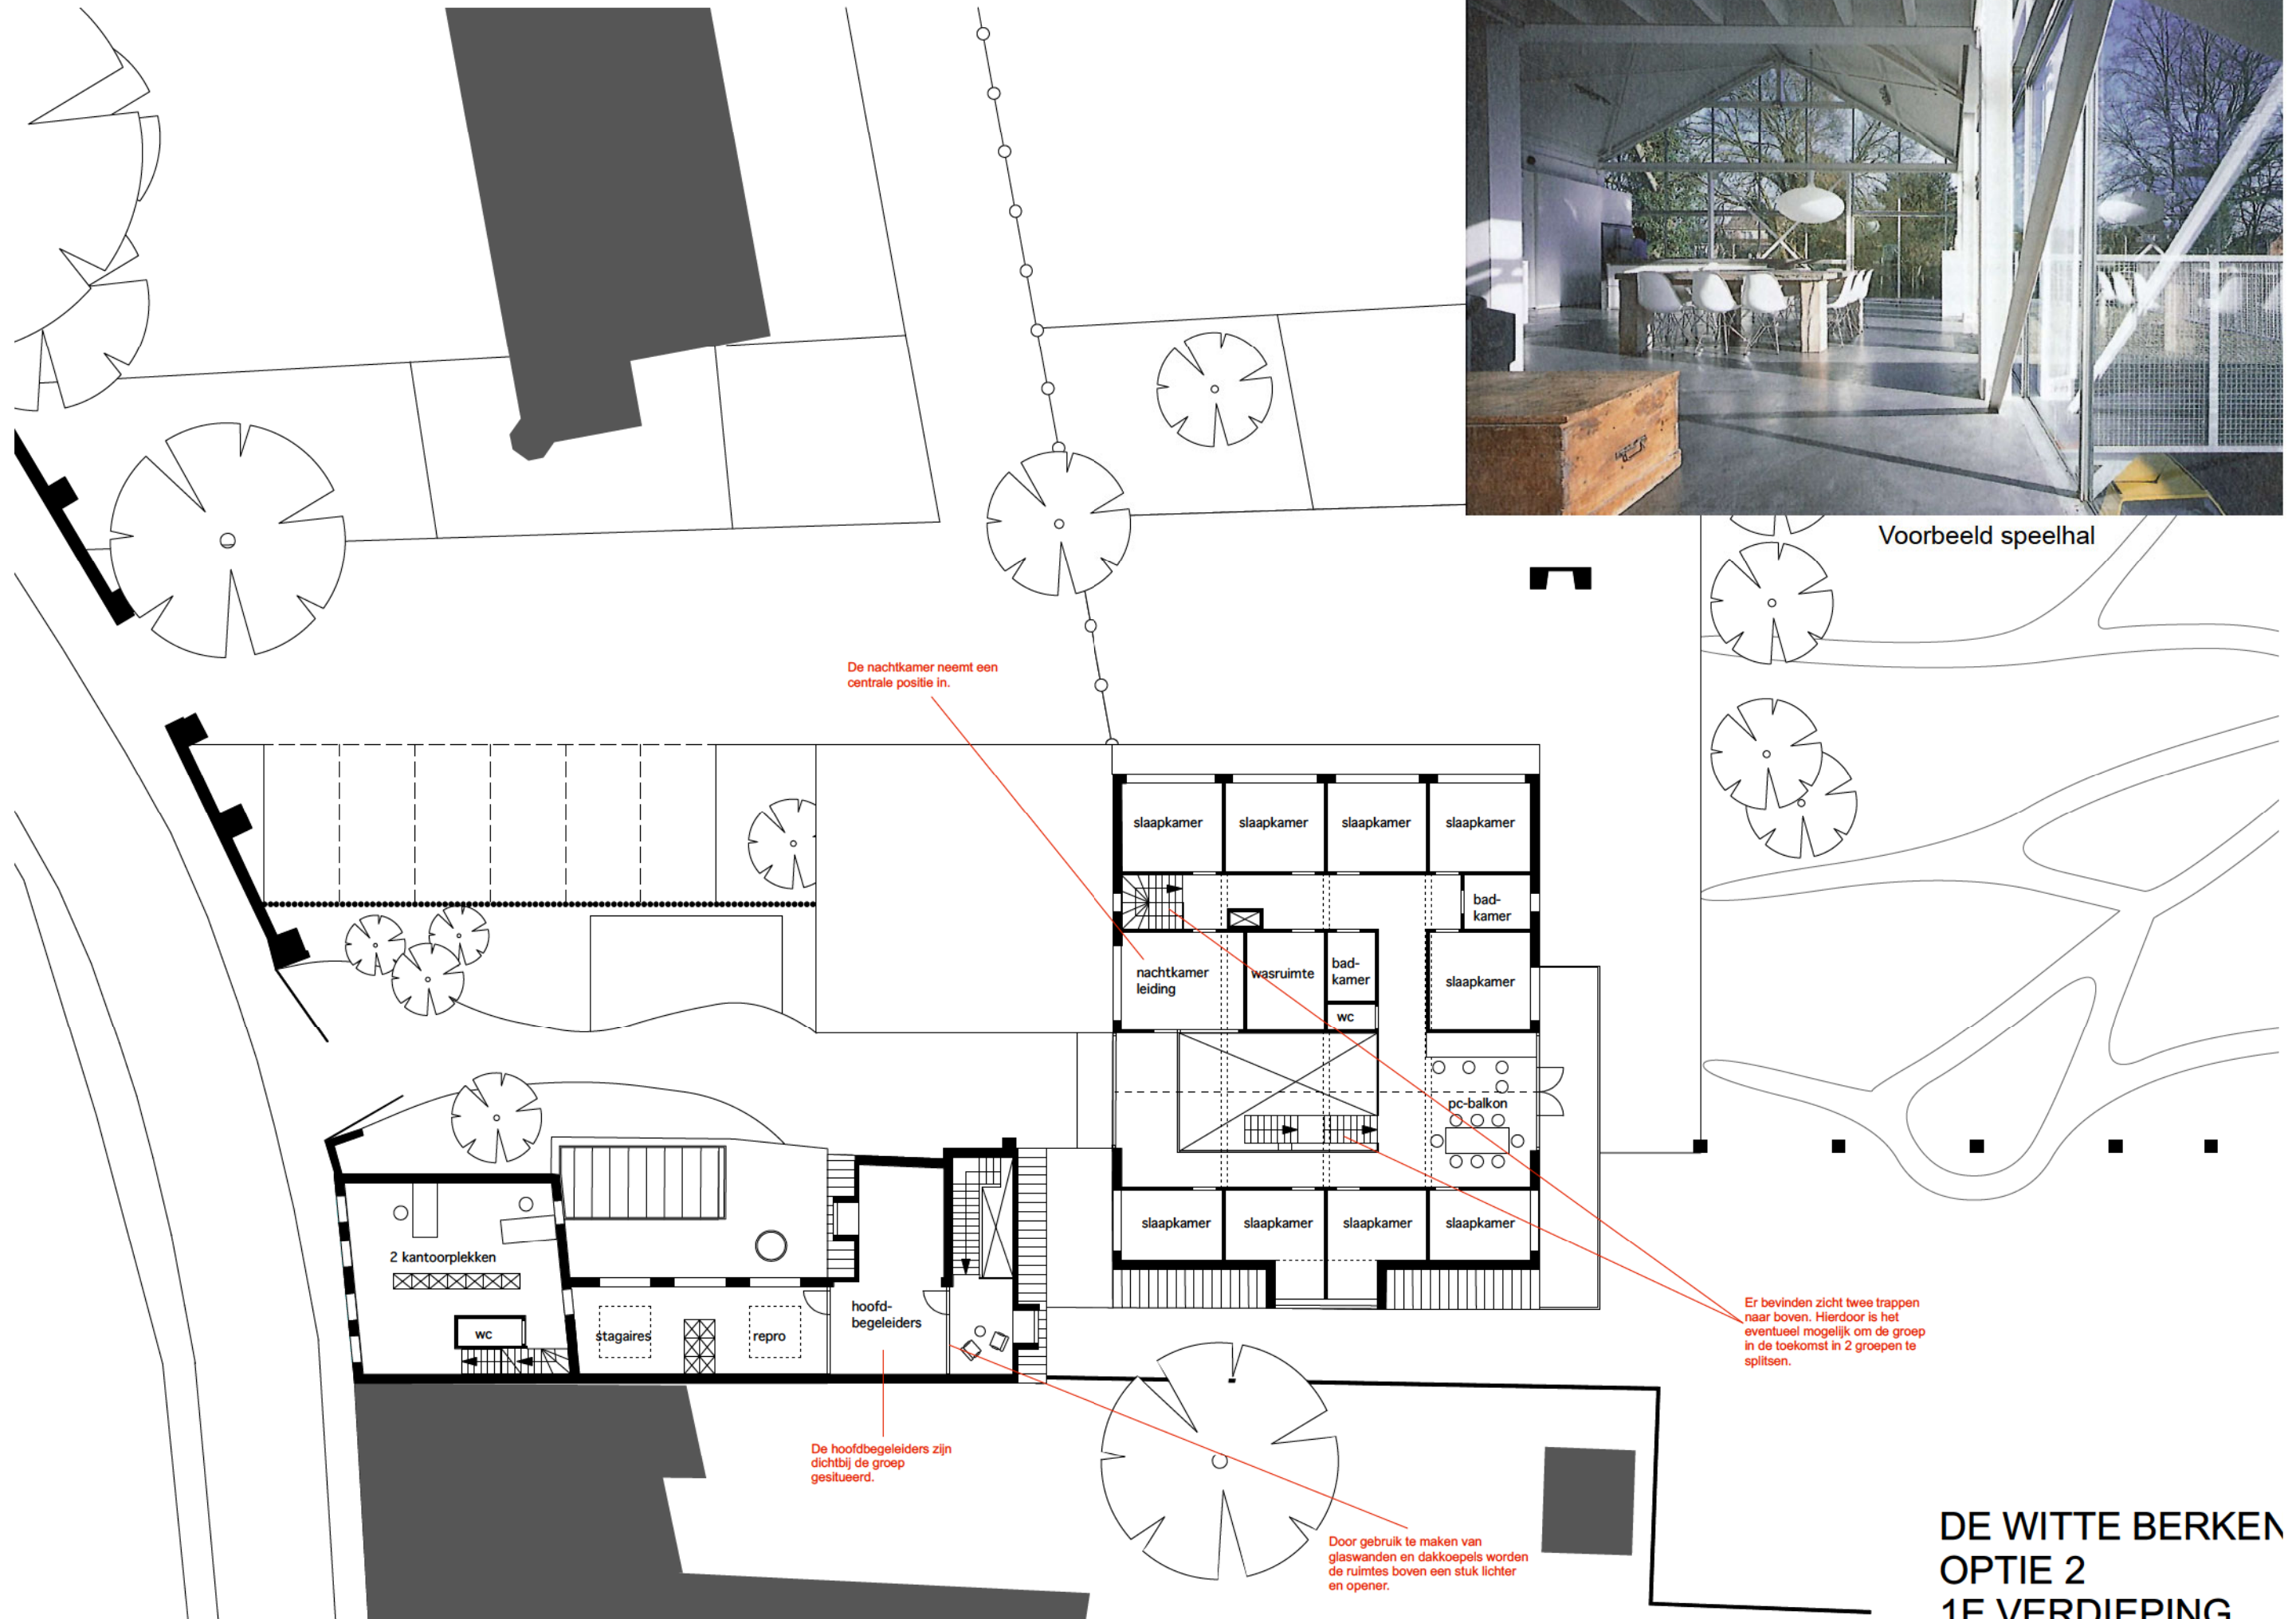 Voorbeeld speelhal
De nachtkamer neemt een
centrale positie in.
slaapkamer
slaapkamer
slaapkamer
slaapkamer
bad-
kamer
nachtkamer
leiding
wasruimte
bad-
kamer
wc
slaapkamer
pc-balkon
slaapkamer
slaapkamer
slaapkamer
slaapkamer
2 kantoorplekken
wc
stagaires
repro
hoofd-
begeleiders
Er bevinden zicht twee trappen
naar boven. Hierdoor is het
eventueel mogelijk om de groep
in de toekomst in 2 groepen te
splitsen.
De hoofdbegeleiders zijn
dichtbij de groep
gesitueerd.
Door gebruik te maken van
glaswanden en dakkoepels worden
de ruimtes boven een stuk lichter
en opener.
DE WITTE BERKEN
OPTIE 2
1E VERDIEPING